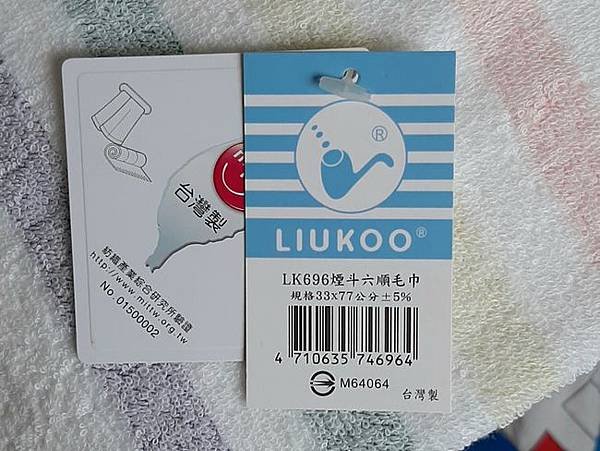 ®
LIUKOO®
LK696煙斗六順毛巾
規格33x77公分±5%
4 710635 746964
M64064
台灣製
台灣製
紡織產業綜合研究所驗證
http://www.mittw.org.tw
No.01500002